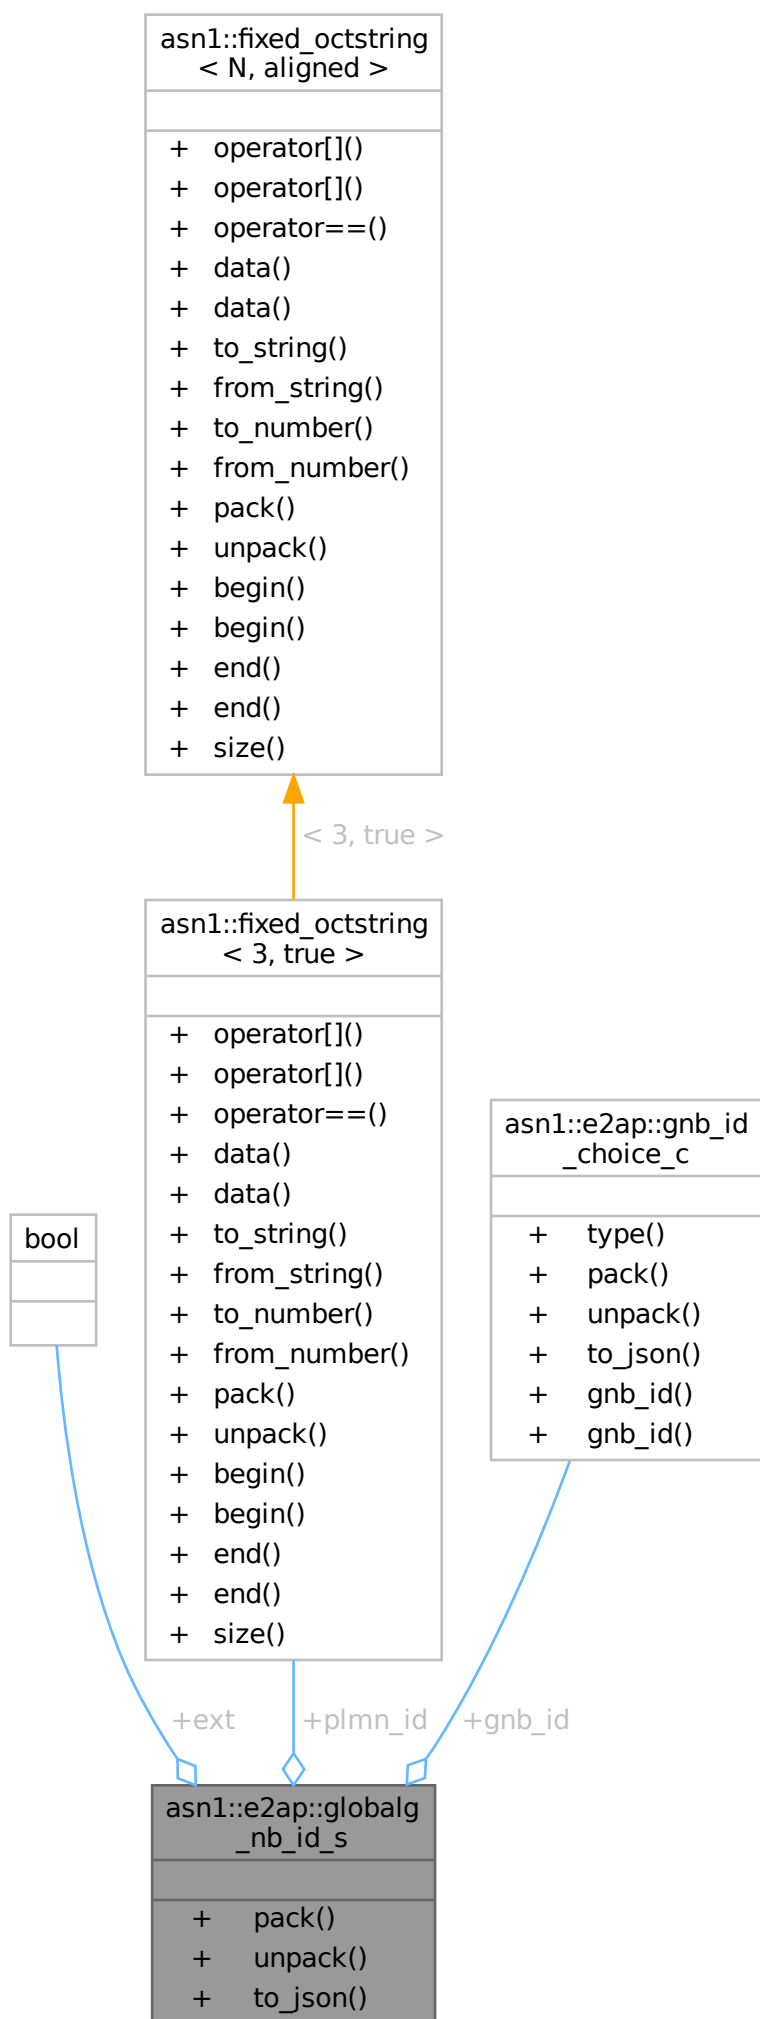 asn1::fixed_octstring
< N, aligned >
+ operator[]()
+ operator[]()
+ operator==()
+ data()
+ data()
+ to_string()
+ from_string()
+ to_number()
+ from_number()
+ pack()
+ unpack()
+ begin()
+ begin()
+ end()
+ end()
+ size()
< 3, true >
asn1::fixed_octstring
< 3, true >
+ operator[]()
+ operator[]()
+ operator==()
+ data()
+ data()
+ to_string()
+ from_string()
+ to_number()
+ from_number()
+ pack()
+ unpack()
+ begin()
+ begin()
+ end()
+ end()
+ size()
asn1::e2ap::gnb_id
_choice_c
+ type()
+ pack()
+ unpack()
+ to_json()
+ gnb_id()
+ gnb_id()
bool
+ext
+plmn_id
+gnb_id
asn1::e2ap::globalg
_nb_id_s
+ pack()
+ unpack()
+ to_json()